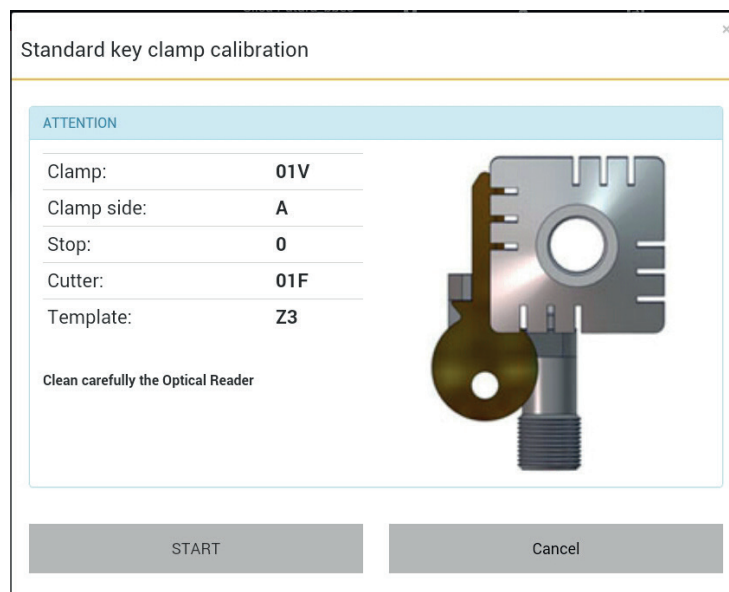 ×
Standard key clamp calibration
ATTENTION
Clamp: 01V
Clamp side: A
Stop: 0
Cutter: 01F
Template: Z3
Clean carefully the Optical Reader
START Cancel